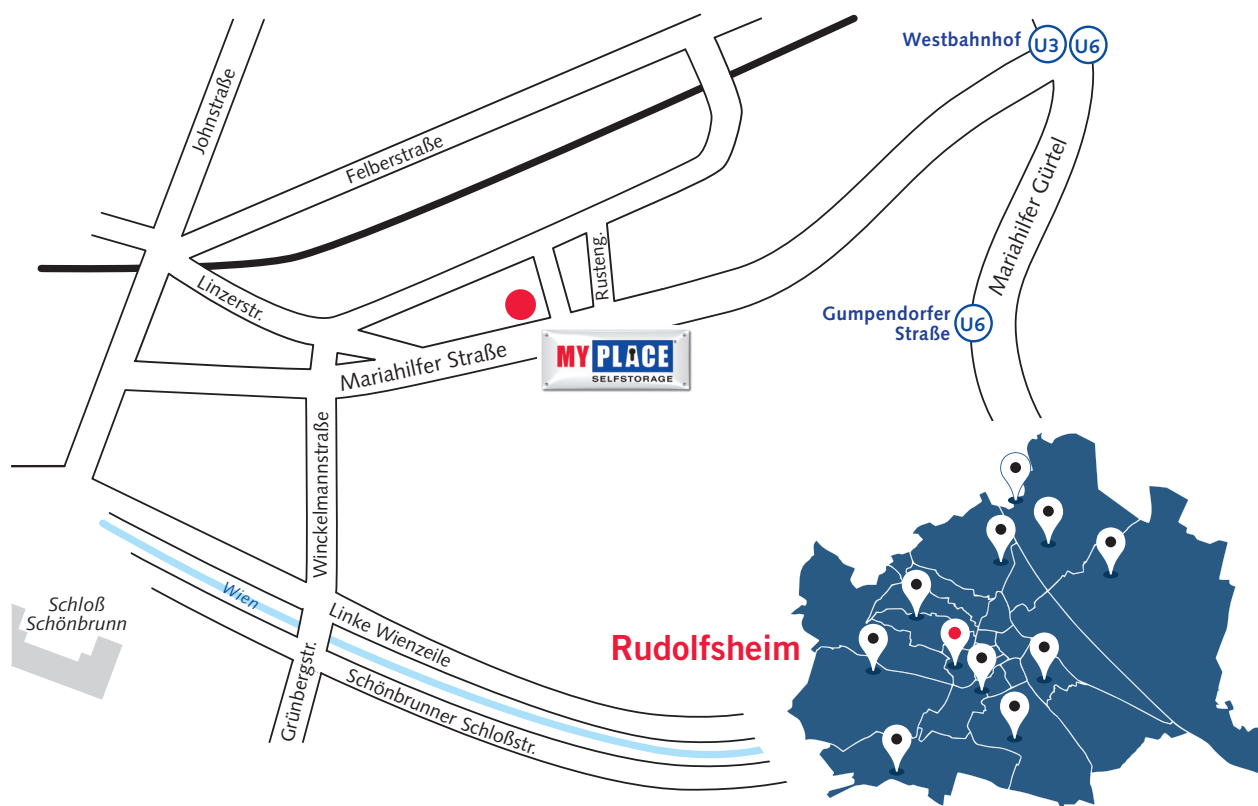 Westbahnhof U3 U6
Johnstraße
Felberstraße
Mariahilfer Gürtel
Rusteng.
Linzerstr.
Gumpendorfer
Straße U6
Mariahilfer Straße
MY PLACE
SELFSTORAGE
Winckelmannstraße
Wien
Schloß
Schönbrunn
Linke Wienzeile
Rudolfsheim
Grünbergstr.
Schönbrunner Schloßstr.